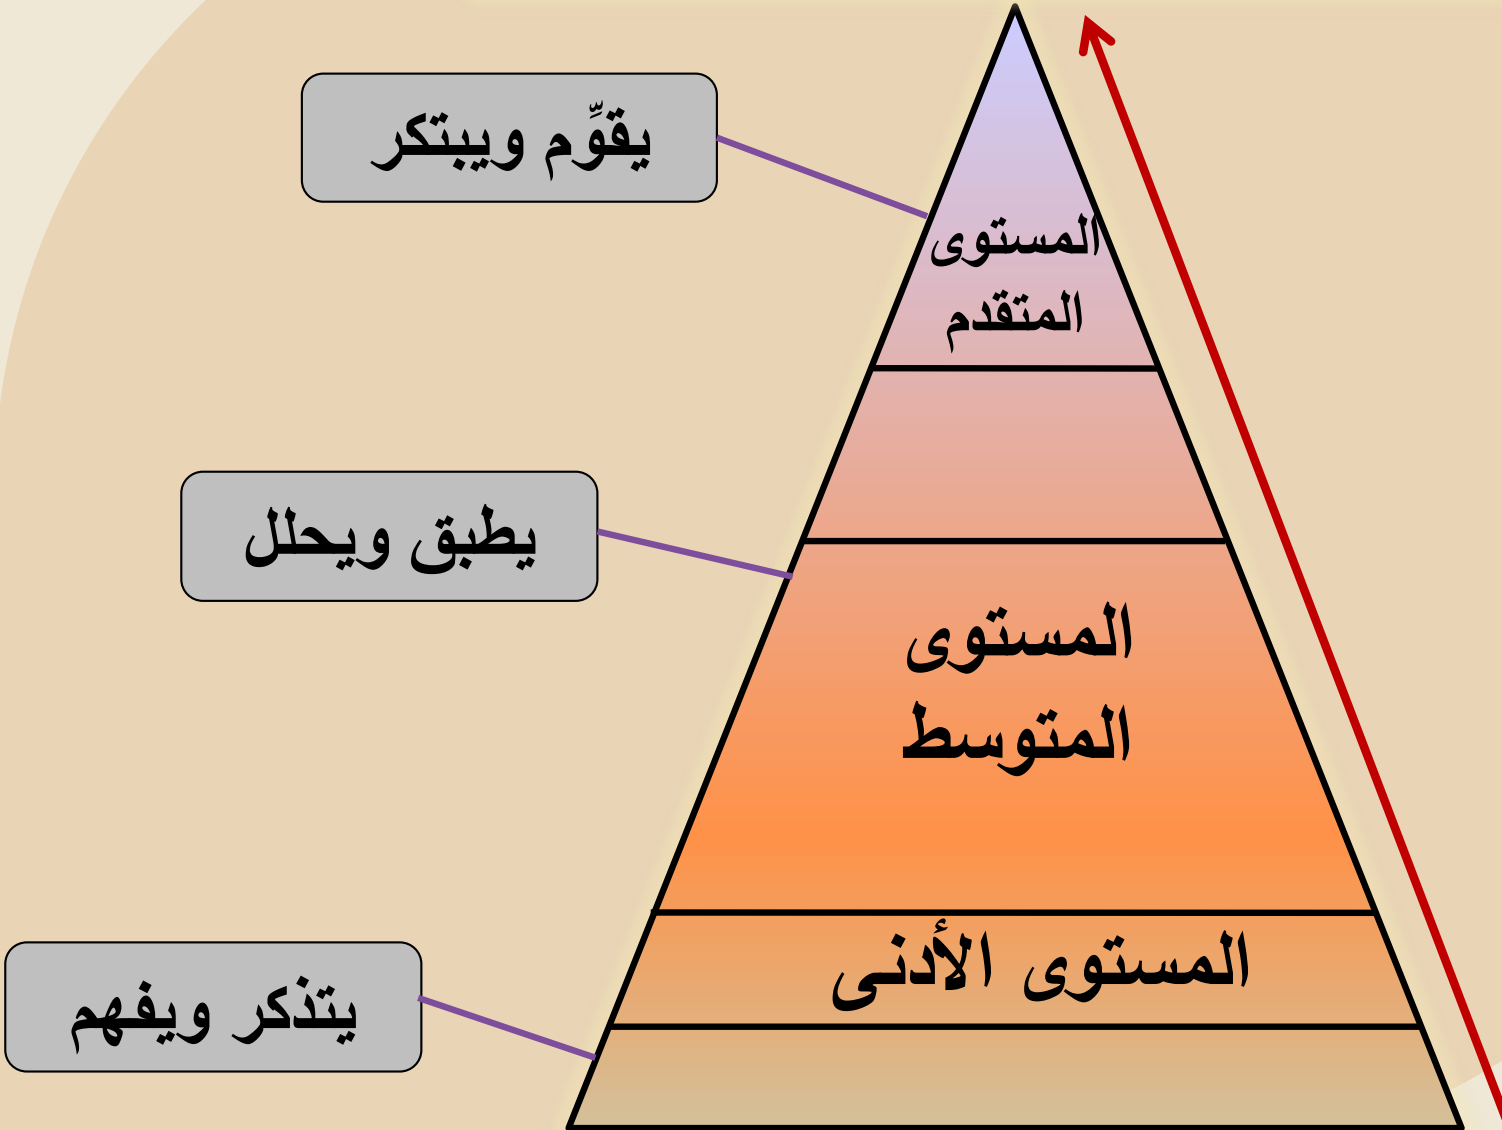 يقوِّم ويبتكر
المستوى
المتقدم
يطبق ويحلل
المستوى
المتوسط
المستوى الأدنى
يتذكر ويفهم